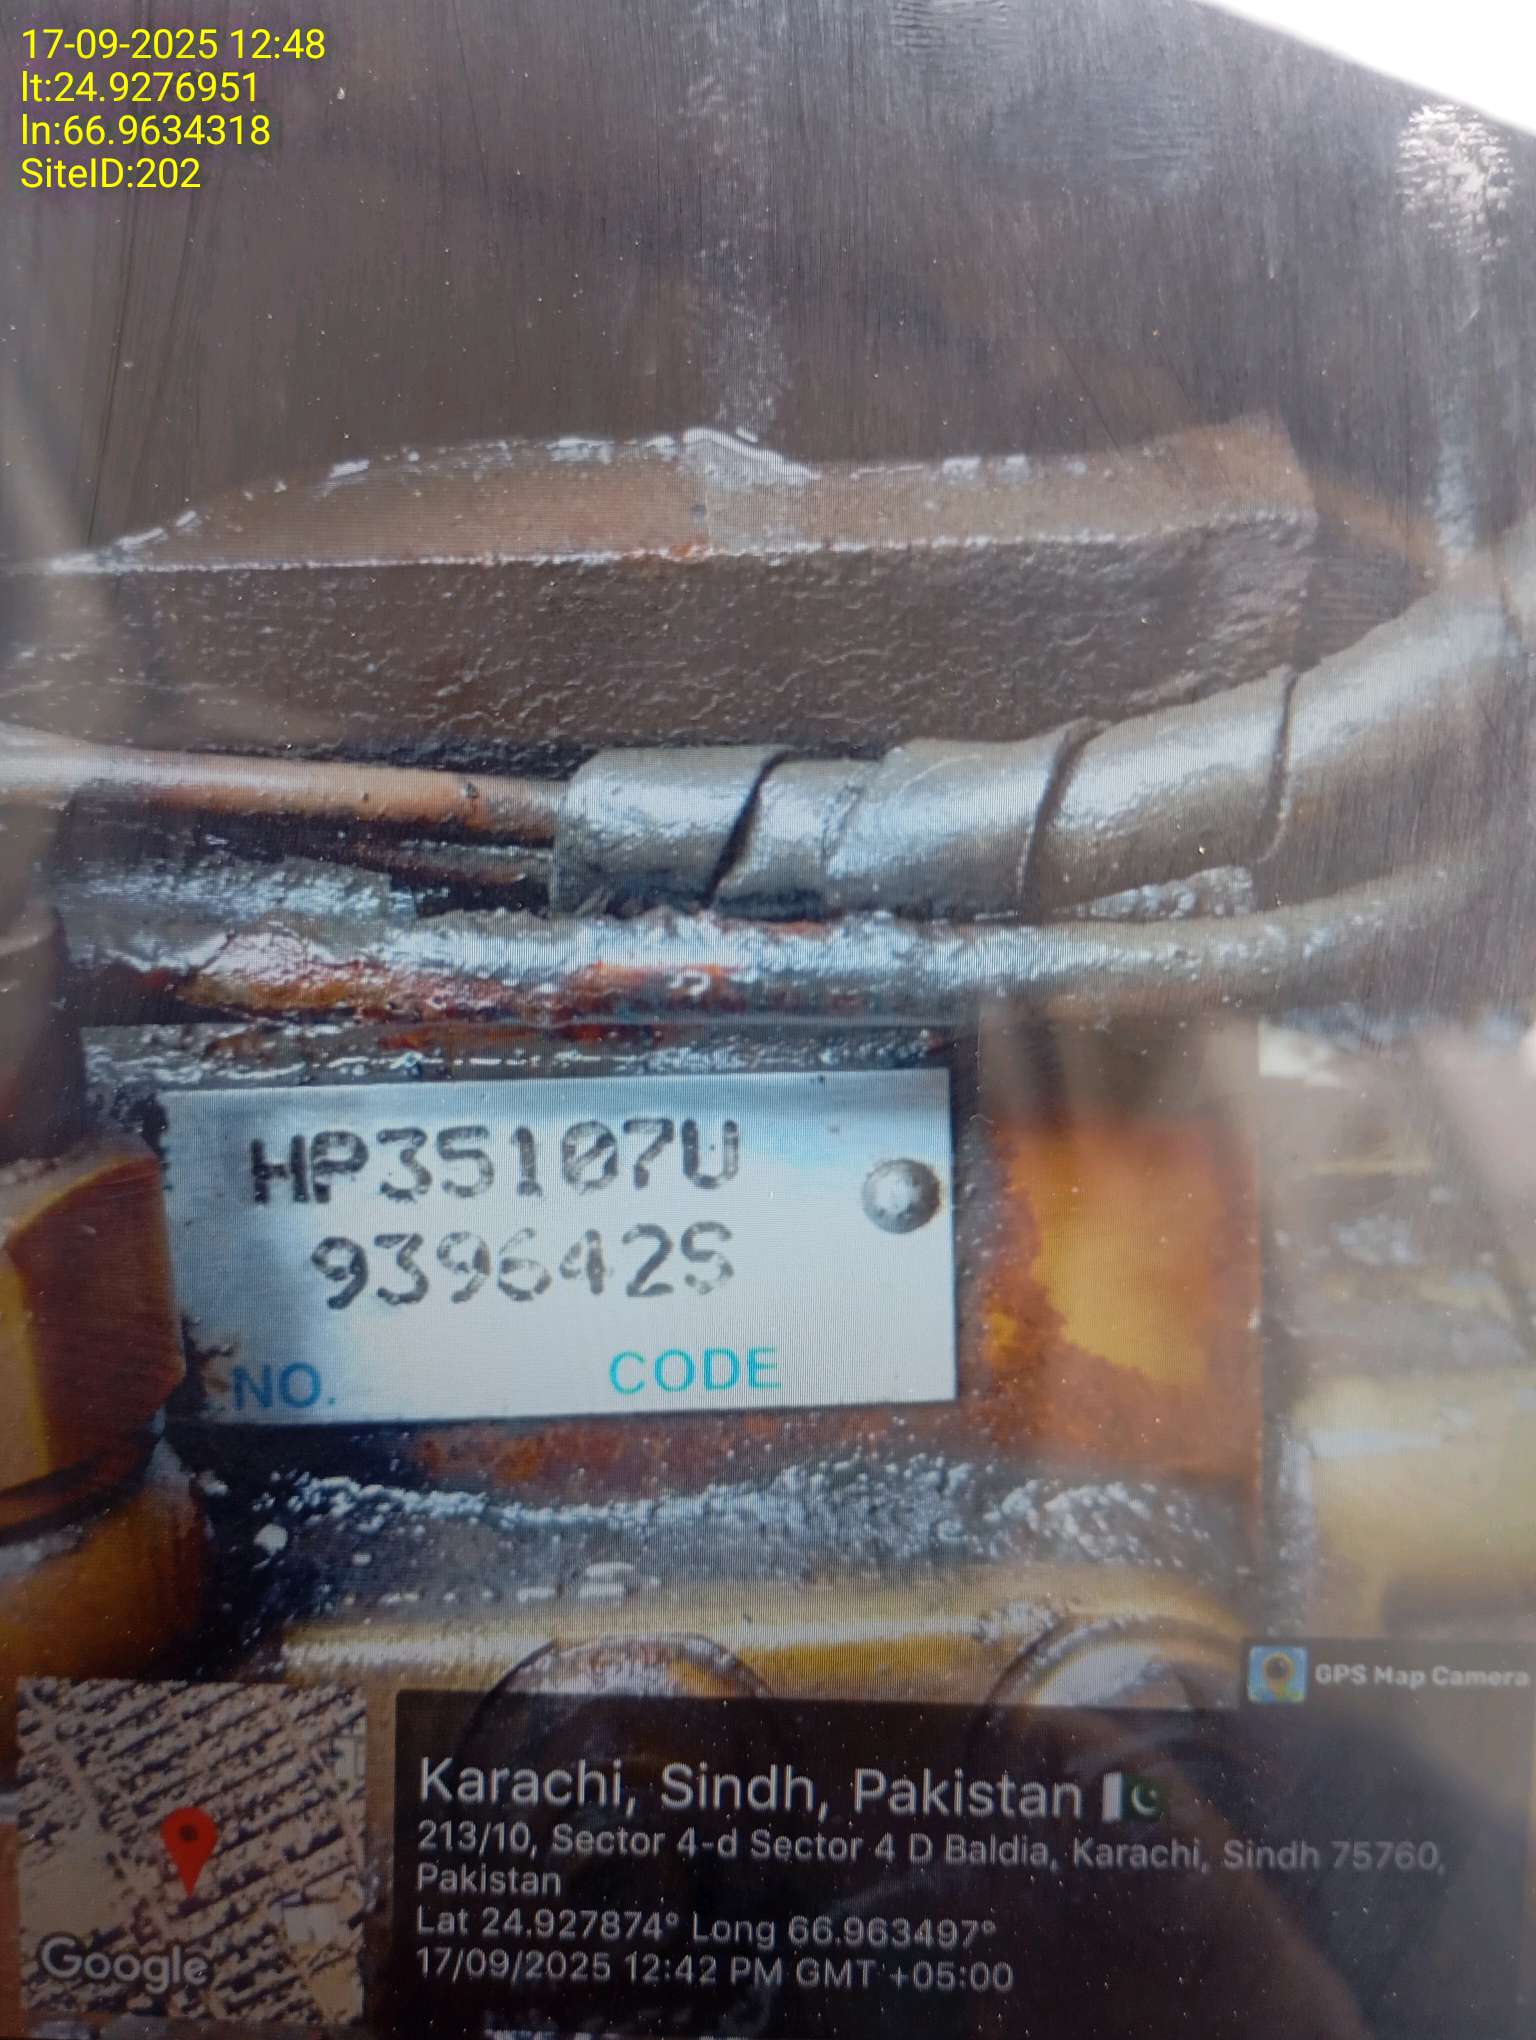 17-09-2025 12:48
lt:24.9276951
ln:66.9634318
SiteID:202
HP35107U
939642S
NO. CODE
GPS Map Camera
Karachi, Sindh, Pakistan
213/10, Sector 4-d Sector 4 D Baldia, Karachi, Sindh 75760,
Pakistan
Lat 24.927874° Long 66.963497°
17/09/2025 12:42 PM GMT +05:00
Google